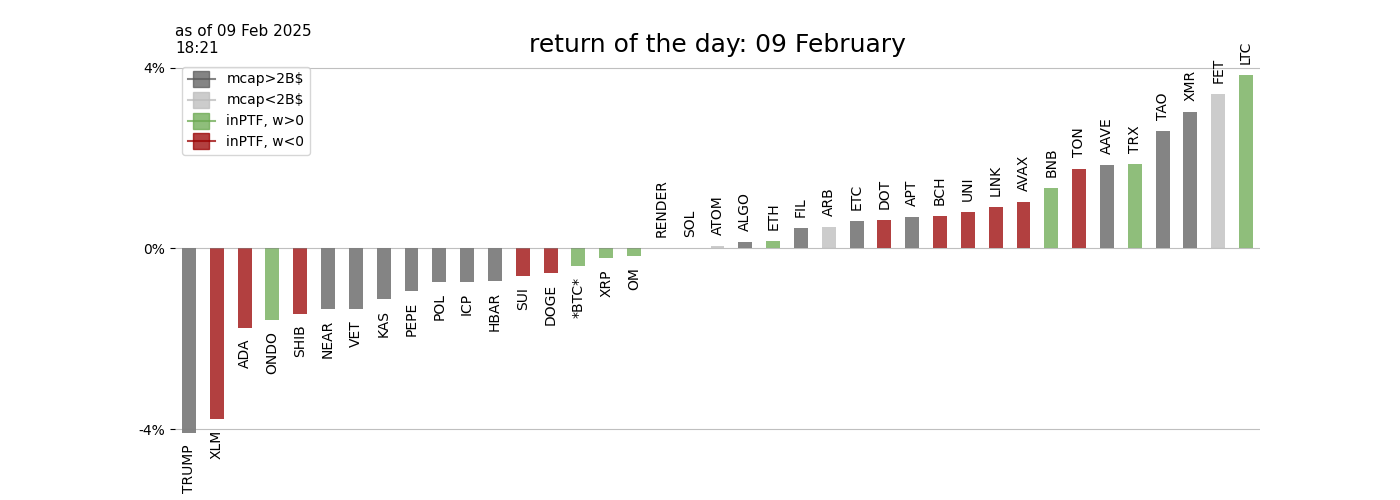 as of 09 Feb 2025
18:21
return of the day: 09 February
4%
0%
-4%
mcap>2B$
mcap<2B$
inPTF, w>0
inPTF, w<0
TRUMP
XLM
ADA
ONDO
SHIB
NEAR
VET
KAS
PEPE
POL
ICP
HBAR
SUI
DOGE
*BTC*
XRP
OM
RENDER
SOL
ATOM
ALGO
ETH
FIL
ARB
ETC
DOT
APT
BCH
UNI
LINK
AVAX
BNB
TON
AAVE
TRX
TAO
XMR
FET
LTC